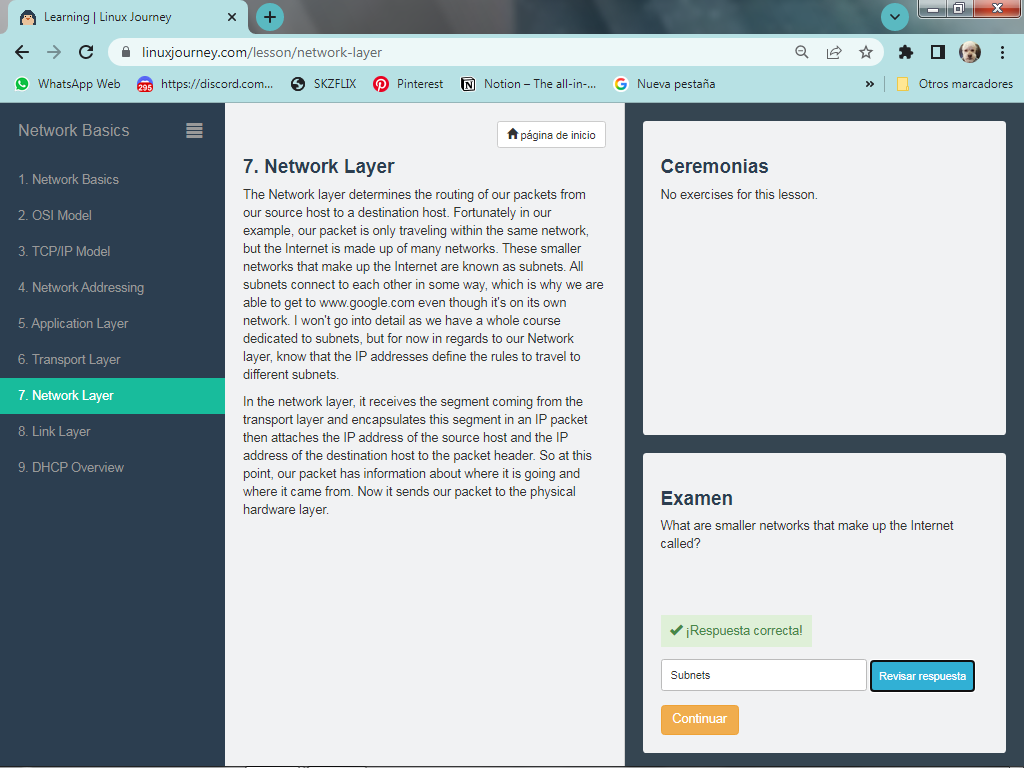 Learning | Linux Journey
linuxjourney.com/lesson/network-layer
WhatsApp Web
295
https://discord.com...
SKZFLIX
Pinterest
Notion – The all-in-...
Nueva pestaña
»
Otros marcadores
Network Basics
1. Network Basics
2. OSI Model
3. TCP/IP Model
4. Network Addressing
5. Application Layer
6. Transport Layer
7. Network Layer
8. Link Layer
9. DHCP Overview
página de inicio
7. Network Layer
The Network layer determines the routing of our packets from
our source host to a destination host. Fortunately in our
example, our packet is only traveling within the same network,
but the Internet is made up of many networks. These smaller
networks that make up the Internet are known as subnets. All
subnets connect to each other in some way, which is why we are
able to get to www.google.com even though it's on its own
network. I won't go into detail as we have a whole course
dedicated to subnets, but for now in regards to our Network
layer, know that the IP addresses define the rules to travel to
different subnets.
In the network layer, it receives the segment coming from the
transport layer and encapsulates this segment in an IP packet
then attaches the IP address of the source host and the IP
address of the destination host to the packet header. So at this
point, our packet has information about where it is going and
where it came from. Now it sends our packet to the physical
hardware layer.
Ceremonias
No exercises for this lesson.
Examen
What are smaller networks that make up the Internet
called?
¡Respuesta correcta!
Subnets
Revisar respuesta
Continuar